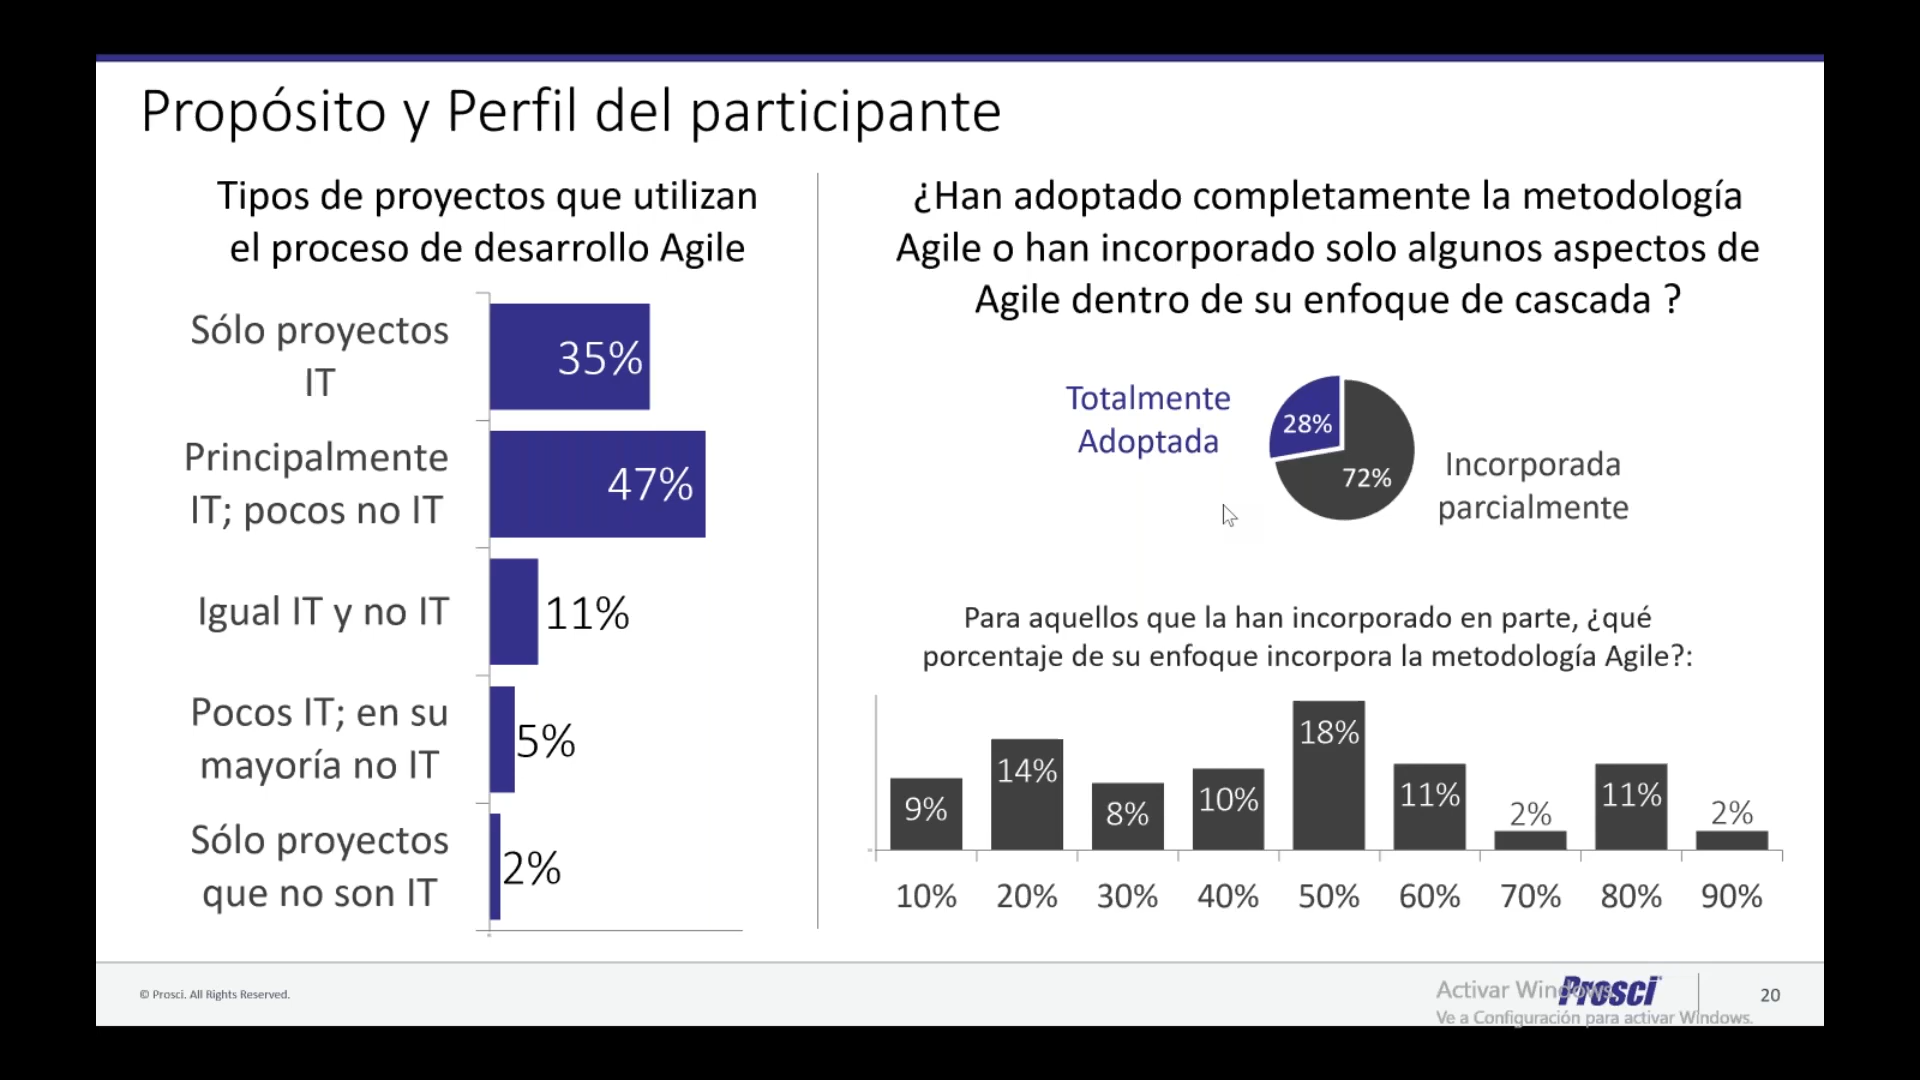 Propósito y Perfil del participante
Tipos de proyectos que utilizan
el proceso de desarrollo Agile
Sólo proyectos
IT
35%
Principalmente
IT; pocos no IT
47%
Igual IT y no IT
11%
Pocos IT; en su
mayoría no IT
5%
Sólo proyectos
que no son IT
2%
¿Han adoptado completamente la metodología
Agile o han incorporado solo algunos aspectos de
Agile dentro de su enfoque de cascada ?
Totalmente
Adoptada
28%
72%
Incorporada
parcialmente
Para aquellos que la han incorporado en parte, ¿qué
porcentaje de su enfoque incorpora la metodología Agile?:
9% 14% 8% 10% 18% 11% 2% 11% 2%
10% 20% 30% 40% 50% 60% 70% 80% 90%
© Prosci. All Rights Reserved.
Activar Windows
Prosci
20
Ve a Configuración para activar Windows.